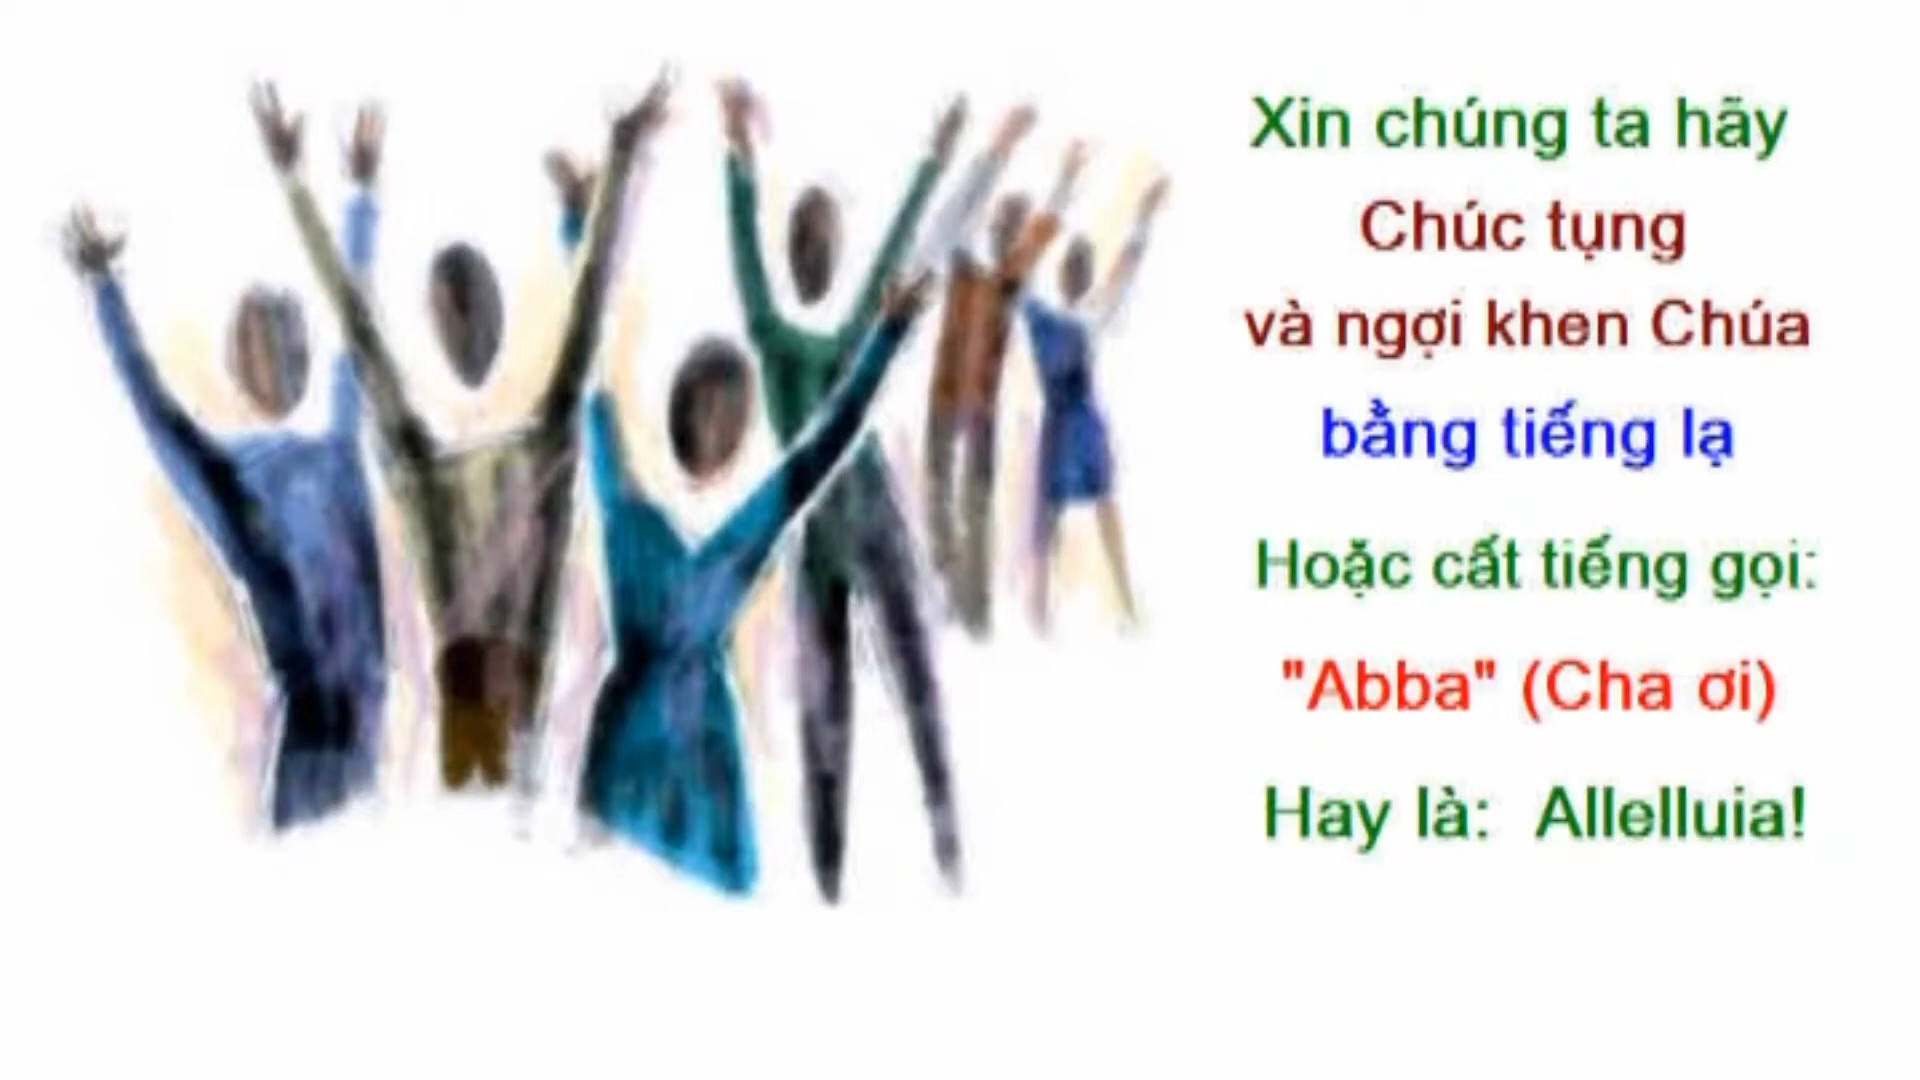 Xin chúng ta hãy
Chúc tụng
và ngợi khen Chúa
bằng tiếng lạ
Hoặc cất tiếng gọi:
"Abba" (Cha ơi)
Hay là: Allelluia!